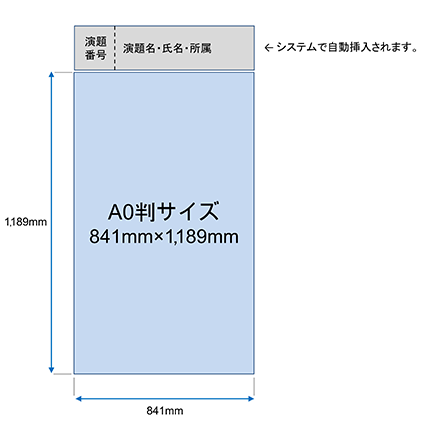 演題
番号
演題名・氏名・所属
←システムで自動挿入されます。
1,189mm
A0判サイズ
841mm×1,189mm
841mm